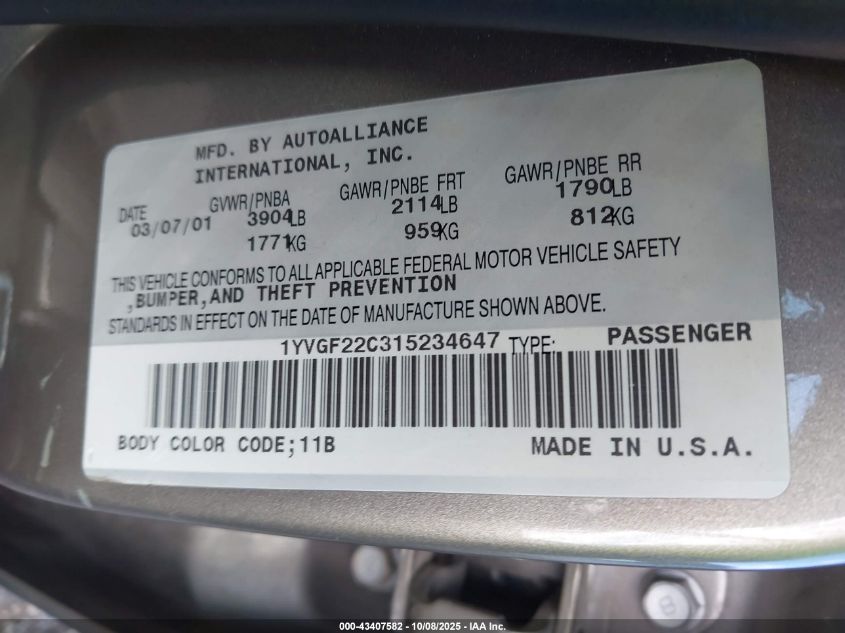 MFD. BY AUTOALLIANCE
INTERNATIONAL, INC.
DATE GVWR/PNBA GAWR/PNBE FRT GAWR/PNBE RR
03/07/01 3904LB 2114LB 1790LB
1771KG 959KG 812KG
THIS VEHICLE CONFORMS TO ALL APPLICABLE FEDERAL MOTOR VEHICLE SAFETY
,BUMPER,AND THEFT PREVENTION
STANDARDS IN EFFECT ON THE DATE OF MANUFACTURE SHOWN ABOVE.
1YVGF22C315234647 TYPE: PASSENGER
BODY COLOR CODE;11B MADE IN U.S.A.
8
000-43407582 - 10/08/2025 - IAA Inc.